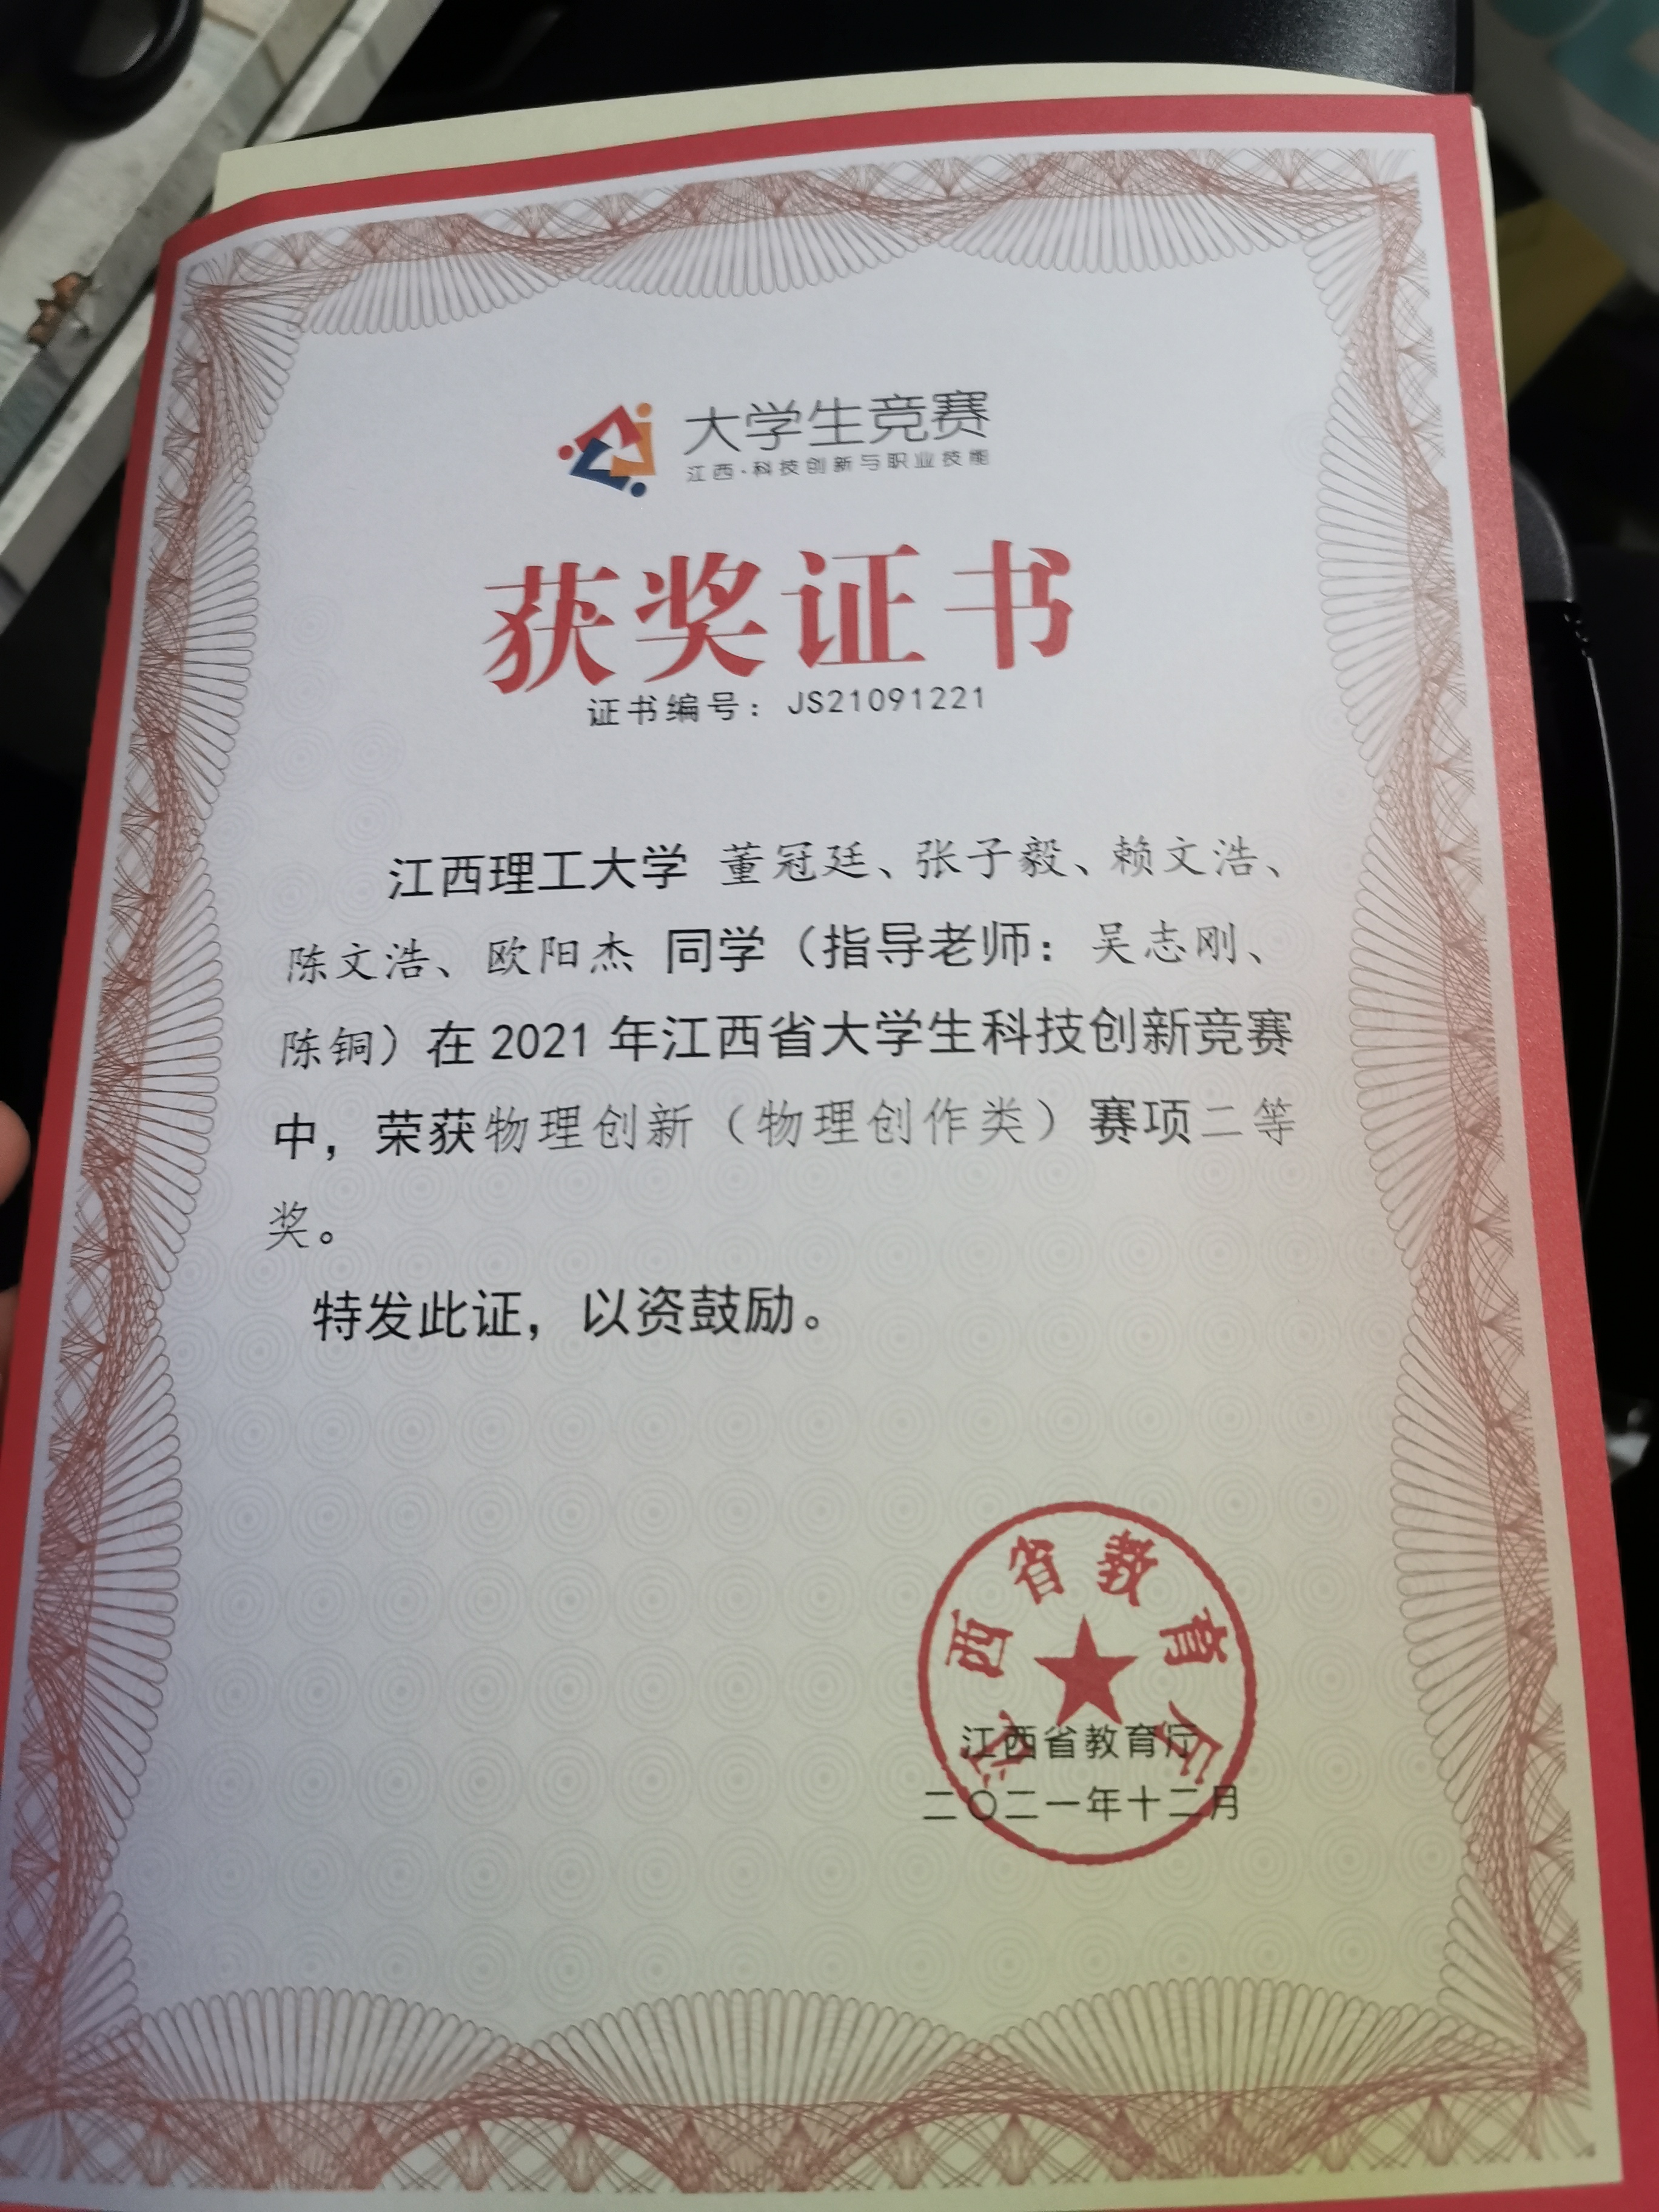 大学生竞赛
江西·科技创新与职业技能
获奖证书
证书编号：JS21091221
江西理工大学 董冠廷、张子毅、赖文浩、
陈文浩、欧阳杰 同学（指导老师：吴志刚、
陈铜）在 2021 年江西省大学生科技创新竞赛
中，荣获物理创新（物理创作类）赛项二等
奖。
特发此证，以资鼓励。
江西省教育厅
江西省教育厅
二〇二一年十二月